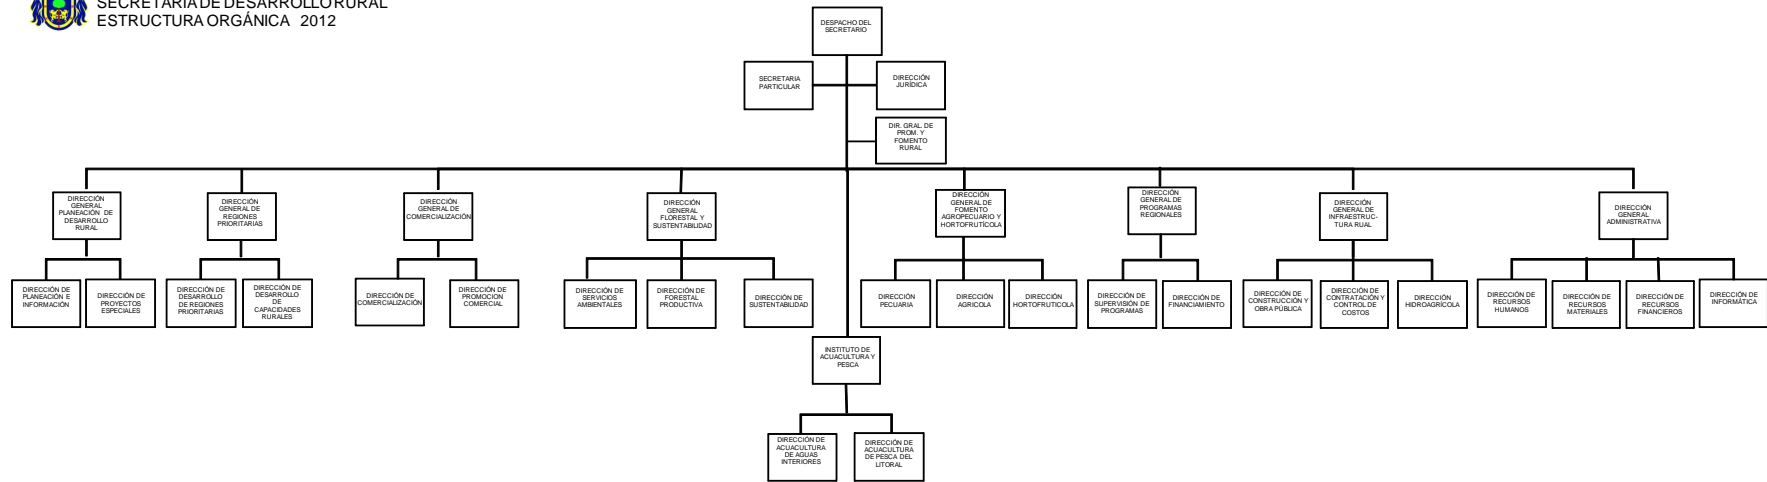 SECRETARIA DE DESARROLLO RURAL
ESTRUCTURA ORGÁNICA 2012
DESPACHO DEL
SECRETARIO
SECRETARIA
PARTICULAR
DIRECCIÓN
JURÍDICA
DIR. GRAL. DE
PROM. Y
FOMENTO
RURAL
DIRECCIÓN
GENERAL
PLANEACIÓN DE
DESARROLLO
RURAL
DIRECCIÓN
GENERAL DE
REGIONES
PRIORITARIAS
DIRECCIÓN
GENERAL DE
COMERCIALIZACIÓN
DIRECCIÓN
GENERAL
FLORESTAL Y
SUSTENTABILIDAD
DIRECCIÓN
GENERAL DE
FOMENTO
AGROPECUARIO Y
HORTOFRUTÍCOLA
DIRECCIÓN
GENERAL DE
PROGRAMAS
REGIONALES
DIRECCIÓN
GENERAL DE
INFRAESTRUC-
TURA RUAL
DIRECCIÓN
GENERAL
ADMINISTRATIVA
DIRECCIÓN DE
PLANEACIÓN E
INFORMACIÓN
DIRECCIÓN DE
PROYECTOS
ESPECIALES
DIRECCIÓN DE
DESARROLLO
DE REGIONES
PRIORITARIAS
DIRECCIÓN DE
DESARROLLO
DE
CAPACIDADES
RURALES
DIRECCIÓN DE
COMERCIALIZACIÓN
DIRECCIÓN DE
PROMOCION
COMERCIAL
DIRECCIÓN DE
SERVICIOS
AMBIENTALES
DIRECCIÓN DE
FORESTAL
PRODUCTIVA
DIRECCIÓN DE
SUSTENTABILIDAD
DIRECCIÓN
PECUARIA
DIRECCIÓN
AGRICOLA
DIRECCIÓN
HORTOFRUTICOLA
DIRECCIÓN DE
SUPERVISIÓN DE
PROGRAMAS
DIRECCIÓN DE
FINANCIAMIENTO
DIRECCIÓN DE
CONSTRUCCIÓN Y
OBRA PÚBLICA
DIRECCIÓN DE
CONTRATACIÓN Y
CONTROL DE
COSTOS
DIRECCIÓN
HIDROAGRÍCOLA
DIRECCIÓN DE
RECURSOS
HUMANOS
DIRECCIÓN DE
RECURSOS
MATERIALES
DIRECCIÓN DE
RECURSOS
FINANCIEROS
DIRECCIÓN DE
INFORMÁTICA
INSTITUTO DE
ACUACULTURA Y
PESCA
DIRECCIÓN DE
ACUACULTURA
DE AGUAS
INTERIORES
DIRECCIÓN DE
ACUACULTURA
DE PESCA DEL
LITORAL